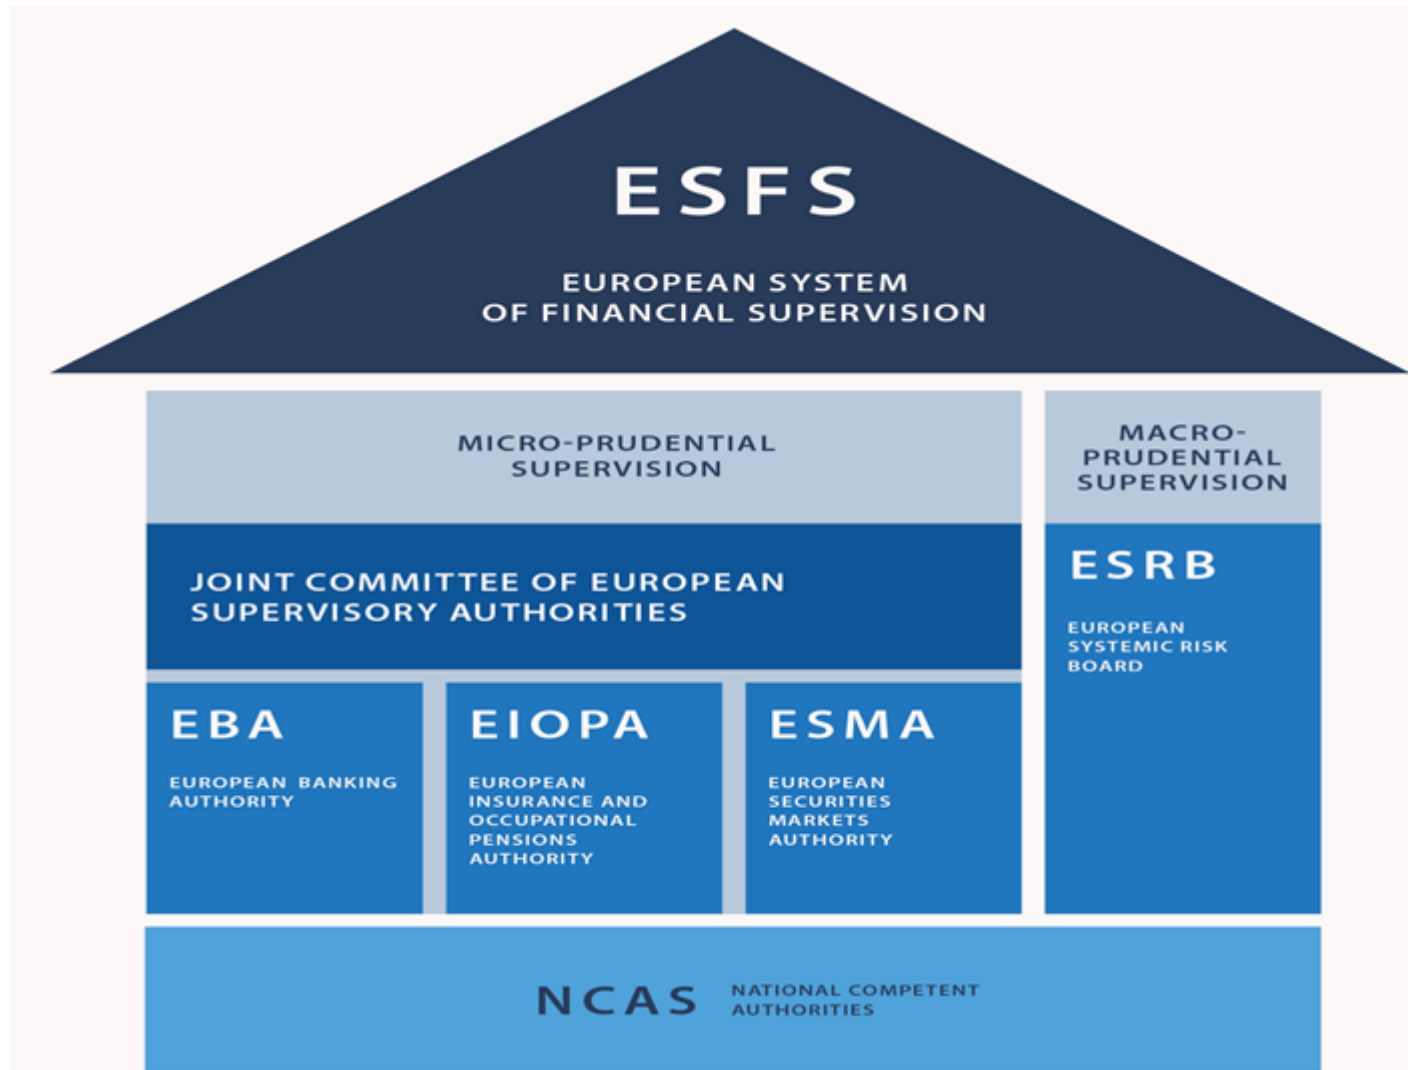 ESFS
EUROPEAN SYSTEM
OF FINANCIAL SUPERVISION
MICRO-PRUDENTIAL
SUPERVISION
MACRO-
PRUDENTIAL
SUPERVISION
JOINT COMMITTEE OF EUROPEAN
SUPERVISORY AUTHORITIES
ESRB
EUROPEAN
SYSTEMIC RISK
BOARD
EBA
EUROPEAN BANKING
AUTHORITY
EIOPA
EUROPEAN
INSURANCE AND
OCCUPATIONAL
PENSIONS
AUTHORITY
ESMA
EUROPEAN
SECURITIES
MARKETS
AUTHORITY
NCAS
NATIONAL COMPETENT
AUTHORITIES